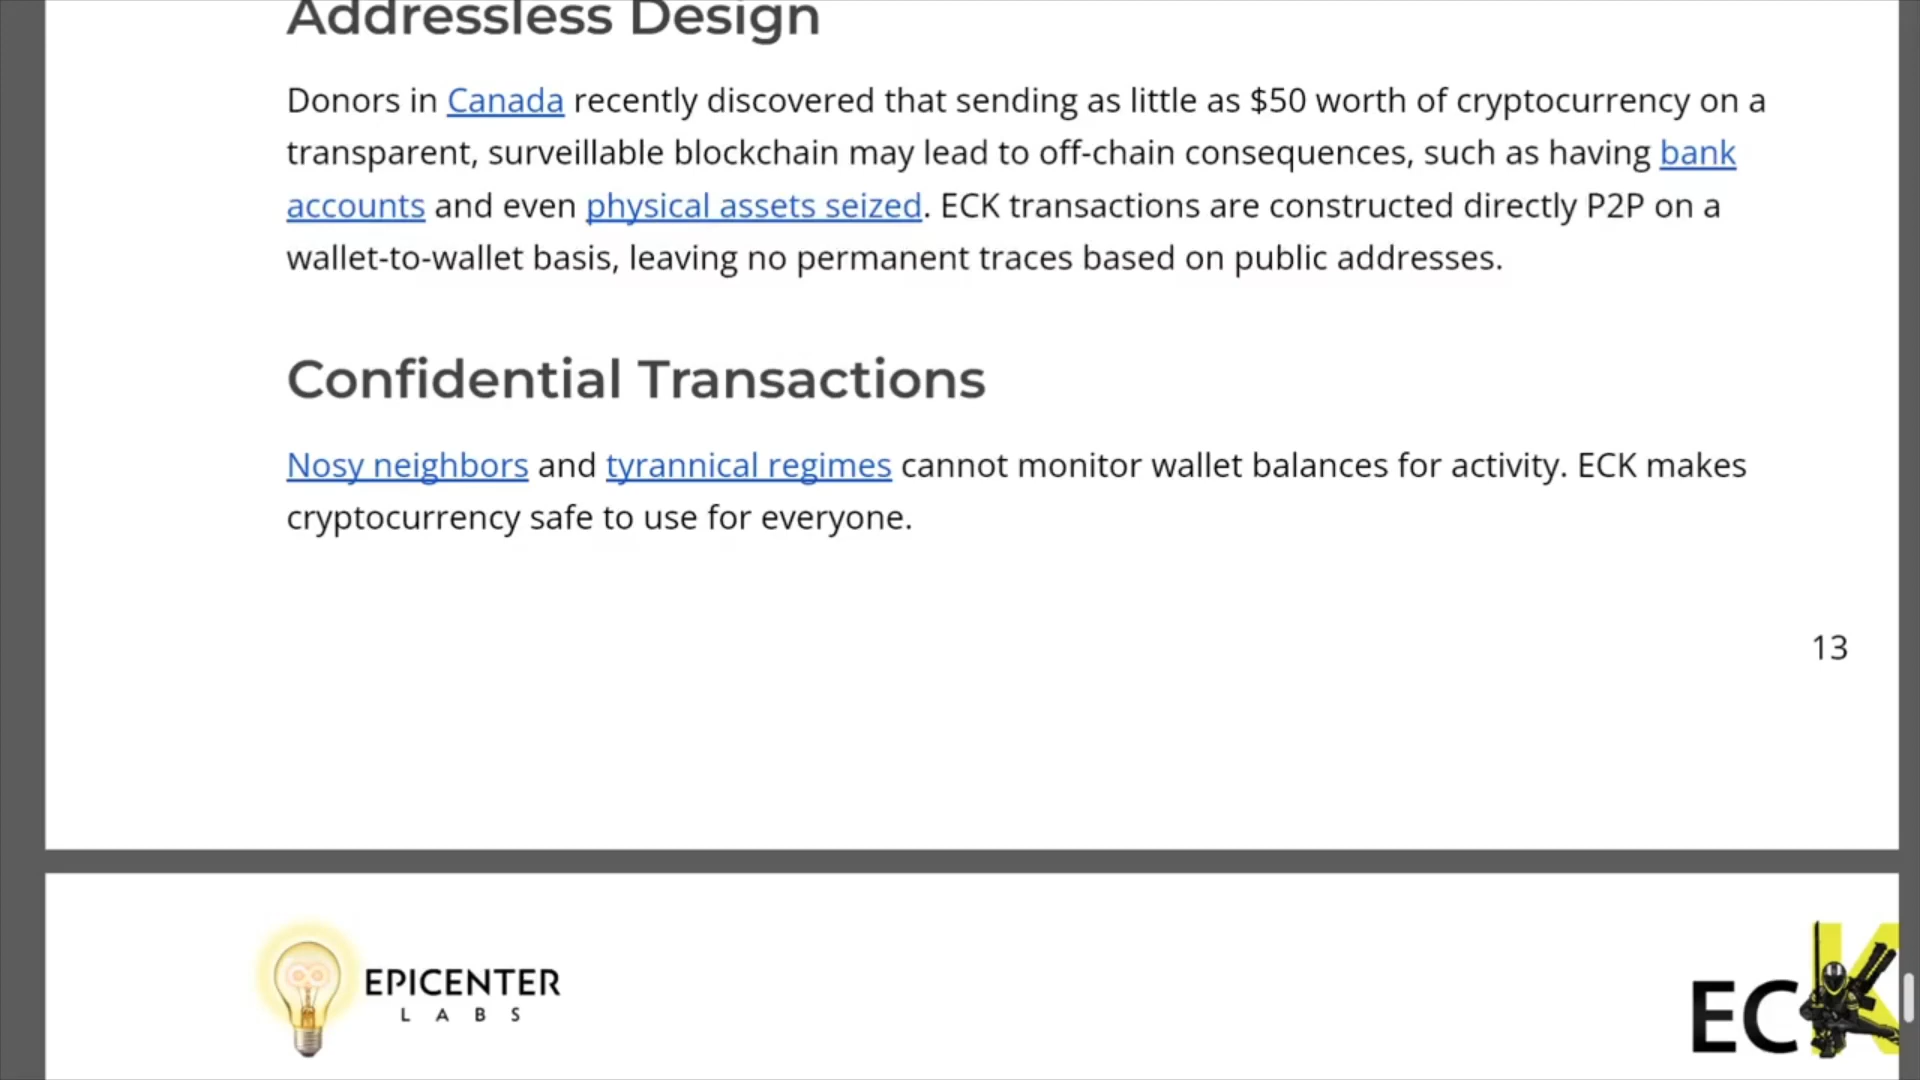 Addressless Design
Donors in Canada recently discovered that sending as little as $50 worth of cryptocurrency on a
transparent, surveillable blockchain may lead to off-chain consequences, such as having bank
accounts and even physical assets seized. ECK transactions are constructed directly P2P on a
wallet-to-wallet basis, leaving no permanent traces based on public addresses.
Confidential Transactions
Nosy neighbors and tyrannical regimes cannot monitor wallet balances for activity. ECK makes
cryptocurrency safe to use for everyone.
13
EPICENTER
LABS
ECK